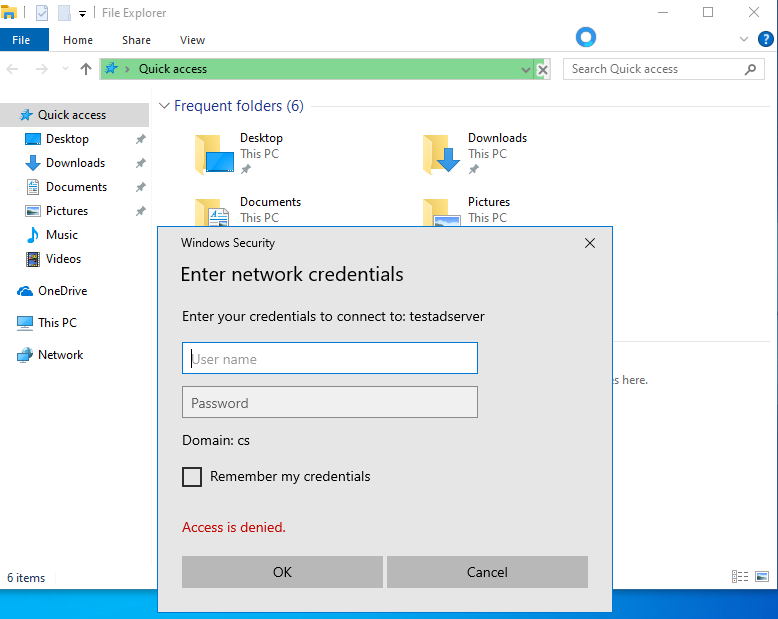 File Explorer
File Home Share View
?
Quick access
Search Quick access
Quick access
Desktop
Downloads
Documents
Pictures
Music
Videos
OneDrive
This PC
Network
Frequent folders (6)
Desktop
This PC
Downloads
This PC
Documents
This PC
Pictures
This PC
s here.
Windows Security
Enter network credentials
Enter your credentials to connect to: testadserver
User name
Password
Domain: cs
Remember my credentials
Access is denied.
OK Cancel
6 items